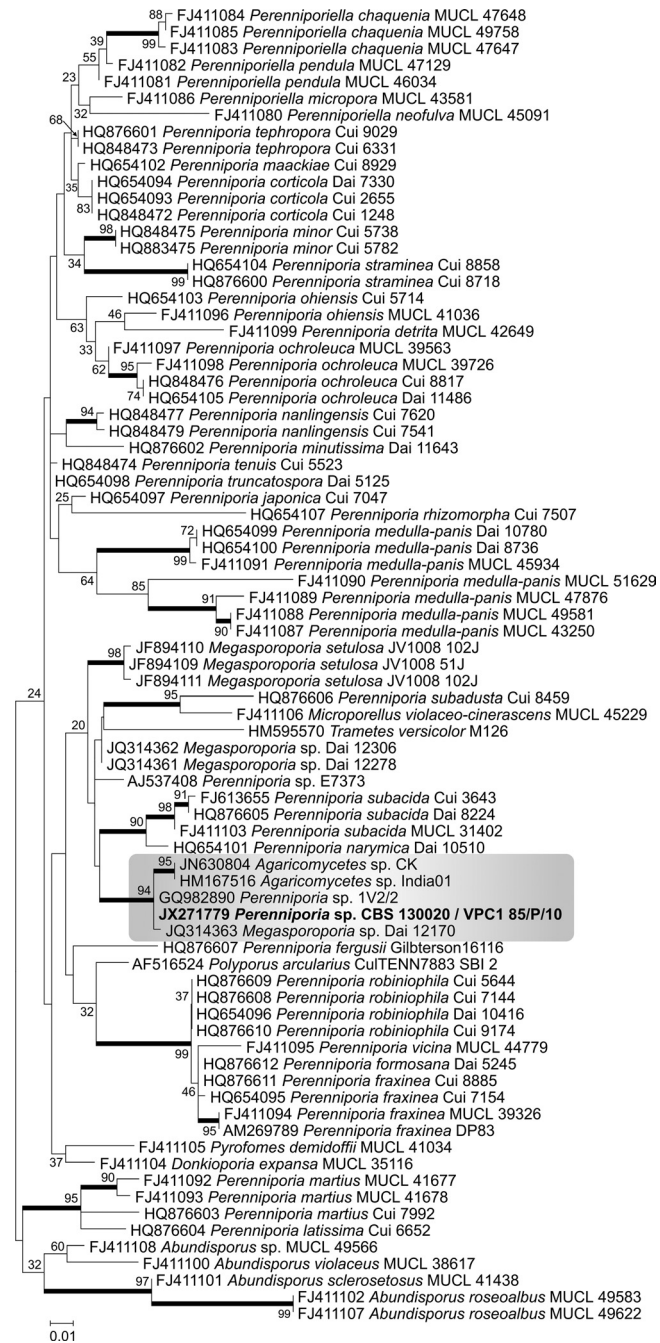 88
FJ411084 Perenniporiella chaquenia MUCL 47648
39
FJ411085 Perenniporiella chaquenia MUCL 49758
99
FJ411083 Perenniporiella chaquenia MUCL 47647
55
FJ411082 Perenniporiella pendula MUCL 47129
23
FJ411081 Perenniporiella pendula MUCL 46034
FJ411086 Perenniporiella micropora MUCL 43581
32
FJ411080 Perenniporiella neofulva MUCL 45091
68
HQ876601 Perenniporia tephropora Cui 9029
HQ848473 Perenniporia tephropora Cui 6331
HQ654102 Perenniporia maackiae Cui 8929
35
HQ654094 Perenniporia corticola Dai 7330
HQ654093 Perenniporia corticola Cui 2655
83
HQ848472 Perenniporia corticola Cui 1248
98
HQ848475 Perenniporia minor Cui 5738
HQ883475 Perenniporia minor Cui 5782
34
HQ654104 Perenniporia straminea Cui 8858
99
HQ876600 Perenniporia straminea Cui 8718
HQ654103 Perenniporia ohiensis Cui 5714
63
46
FJ411096 Perenniporia ohiensis MUCL 41036
FJ411099 Perenniporia detrita MUCL 42649
33
FJ411097 Perenniporia ochroleuca MUCL 39563
62
95
FJ411098 Perenniporia ochroleuca MUCL 39726
HQ848476 Perenniporia ochroleuca Cui 8817
74
HQ654105 Perenniporia ochroleuca Dai 11486
94
HQ848477 Perenniporia nanlingensis Cui 7620
HQ848479 Perenniporia nanlingensis Cui 7541
HQ876602 Perenniporia minutissima Dai 11643
HQ848474 Perenniporia tenuis Cui 5523
HQ654098 Perenniporia truncatospora Dai 5125
25
HQ654097 Perenniporia japonica Cui 7047
HQ654107 Perenniporia rhizomorpha Cui 7507
72
HQ654099 Perenniporia medulla-panis Dai 10780
HQ654100 Perenniporia medulla-panis Dai 8736
99
FJ411091 Perenniporia medulla-panis MUCL 45934
64
85
FJ411090 Perenniporia medulla-panis MUCL 51629
91
FJ411089 Perenniporia medulla-panis MUCL 47876
FJ411088 Perenniporia medulla-panis MUCL 49581
90
FJ411087 Perenniporia medulla-panis MUCL 43250
98
JF894110 Megasporoporia setulosa JV1008 102J
JF894109 Megasporoporia setulosa JV1008 51J
JF894111 Megasporoporia setulosa JV1008 102J
24
95
HQ876606 Perenniporia subadusta Cui 8459
FJ411106 Microporellus violaceo-cinerascens MUCL 45229
20
HM595570 Trametes versicolor M126
JQ314362 Megasporoporia sp. Dai 12306
JQ314361 Megasporoporia sp. Dai 12278
AJ537408 Perenniporia sp. E7373
91
FJ613655 Perenniporia subacida Cui 3643
98
HQ876605 Perenniporia subacida Dai 8224
90
FJ411103 Perenniporia subacida MUCL 31402
HQ654101 Perenniporia narymica Dai 10510
95
JN630804 Agaricomycetes sp. CK
HM167516 Agaricomycetes sp. India01
94
GQ982890 Perenniporia sp. 1V2/2
JX271779 Perenniporia sp. CBS 130020 / VPC1 85/P/10
JQ314363 Megasporoporia sp. Dai 12170
HQ876607 Perenniporia fergusii Gilbterson16116
AF516524 Polyporus arcularius CulTENN7883 SBI 2
32
HQ876609 Perenniporia robiniophila Cui 5644
37
HQ876608 Perenniporia robiniophila Cui 7144
HQ654096 Perenniporia robiniophila Dai 10416
HQ876610 Perenniporia robiniophila Cui 9174
99
FJ411095 Perenniporia vicina MUCL 44779
HQ876612 Perenniporia formosana Dai 5245
HQ876611 Perenniporia fraxinea Cui 8885
46
HQ654095 Perenniporia fraxinea Cui 7154
FJ411094 Perenniporia fraxinea MUCL 39326
95
AM269789 Perenniporia fraxinea DP83
FJ411105 Pyrofomes demidoffii MUCL 41034
37
FJ411104 Donkioporia expansa MUCL 35116
90
FJ411092 Perenniporia martius MUCL 41677
95
FJ411093 Perenniporia martius MUCL 41678
HQ876603 Perenniporia martius Cui 7992
HQ876604 Perenniporia latissima Cui 6652
60
FJ411108 Abundisporus sp. MUCL 49566
FJ411100 Abundisporus violaceus MUCL 38617
32
97
FJ411101 Abundisporus sclerosetosus MUCL 41438
FJ411102 Abundisporus roseoalbus MUCL 49583
99
FJ411107 Abundisporus roseoalbus MUCL 49622
0.01